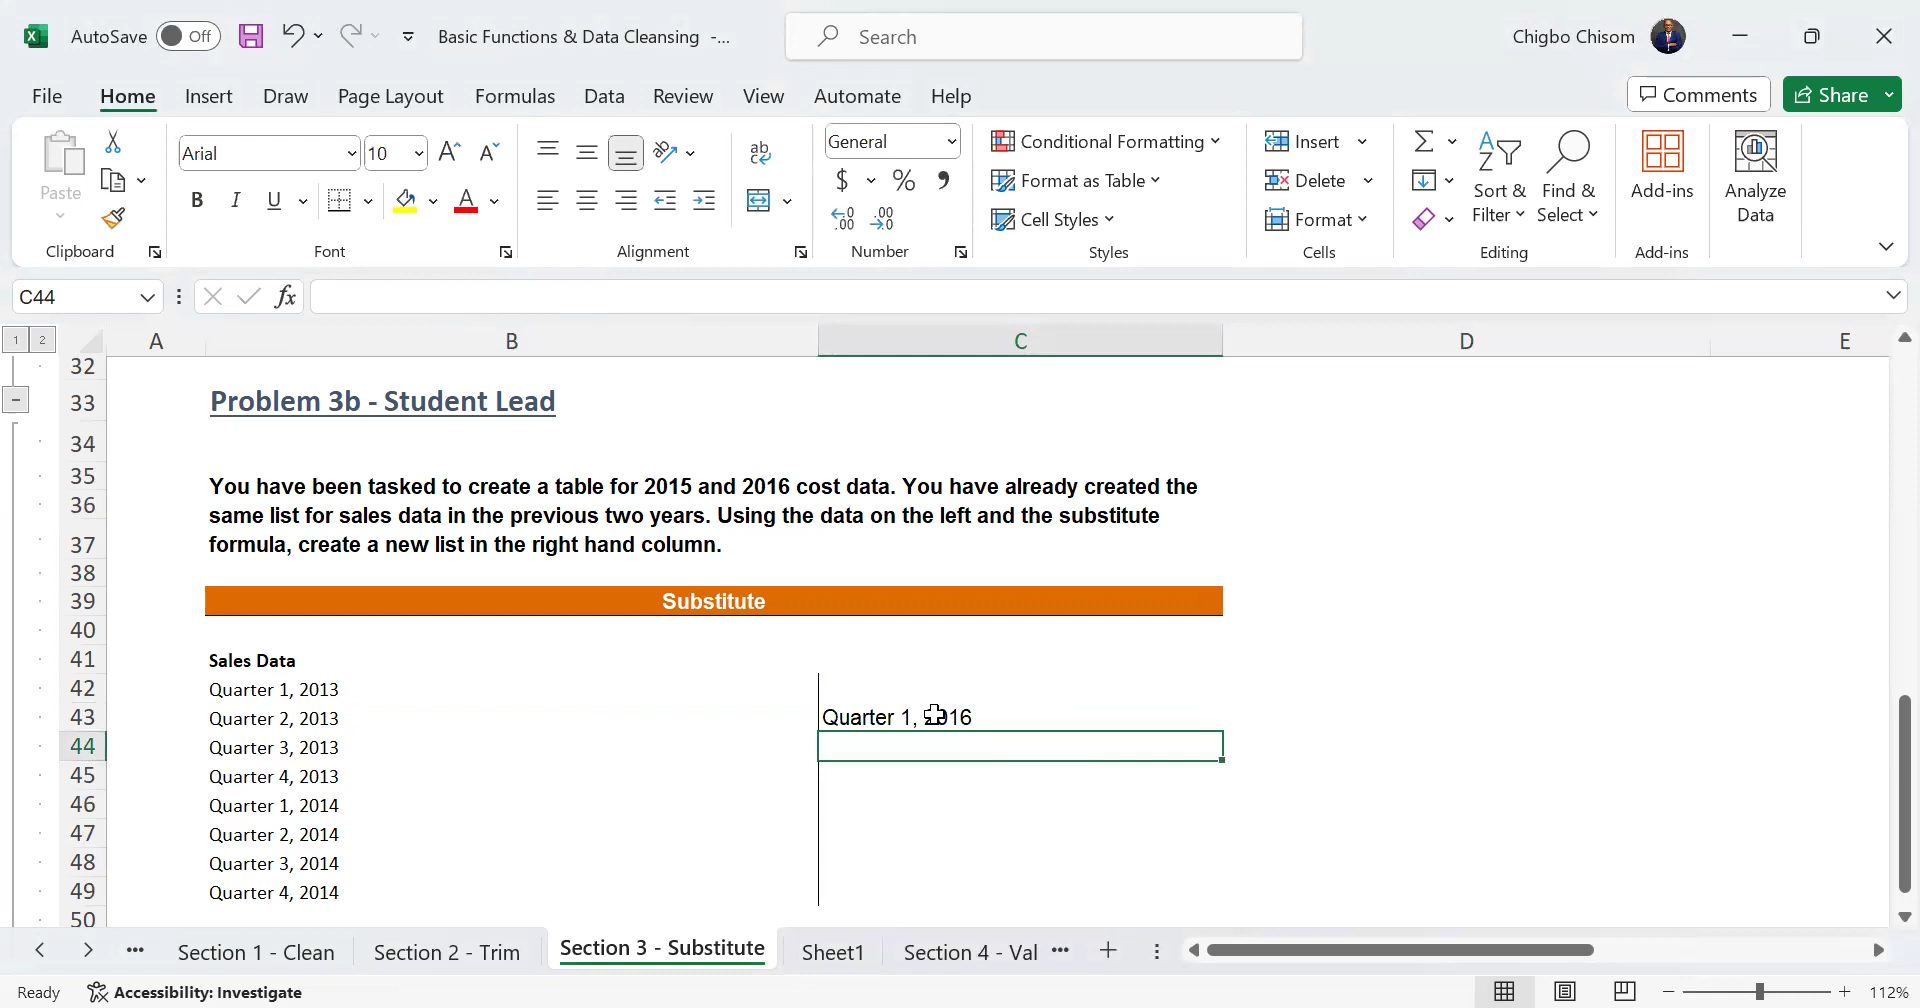 AutoSave Off Basic Functions & Data Cleansing -... Search Chigbo Chisom
File Home Insert Draw Page Layout Formulas Data Review View Automate Help Comments Share
Paste
Clipboard
Arial 10
B I U A
Font
ab
Alignment
General
$ % ,
Number
Conditional Formatting
Format as Table
Cell Styles
Styles
Insert
Delete
Format
Cells
Sort & Filter
Find & Select
Editing
Add-ins
Add-ins
Analyze Data
C44 fx
1 2 A B C D E
32
33 Problem 3b - Student Lead
34
35 You have been tasked to create a table for 2015 and 2016 cost data. You have already created the
36 same list for sales data in the previous two years. Using the data on the left and the substitute
37 formula, create a new list in the right hand column.
38
39 Substitute
40
41 Sales Data
42 Quarter 1, 2013
43 Quarter 2, 2013 Quarter 1, 2016
44 Quarter 3, 2013
45 Quarter 4, 2013
46 Quarter 1, 2014
47 Quarter 2, 2014
48 Quarter 3, 2014
49 Quarter 4, 2014
50
Section 1 - Clean Section 2 - Trim Section 3 - Substitute Sheet1 Section 4 - Val
Ready Accessibility: Investigate 112%